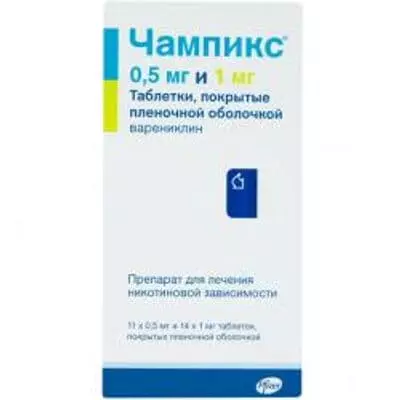 Чампикс®
0,5 мг и 1 мг
Таблетки, покрытые
пленочной оболочкой
варениклин
Препарат для лечения
никотиновой зависимости
11 x 0,5 мг и 14 x 1 мг таблеток,
покрытых пленочной оболочкой
Pfizer